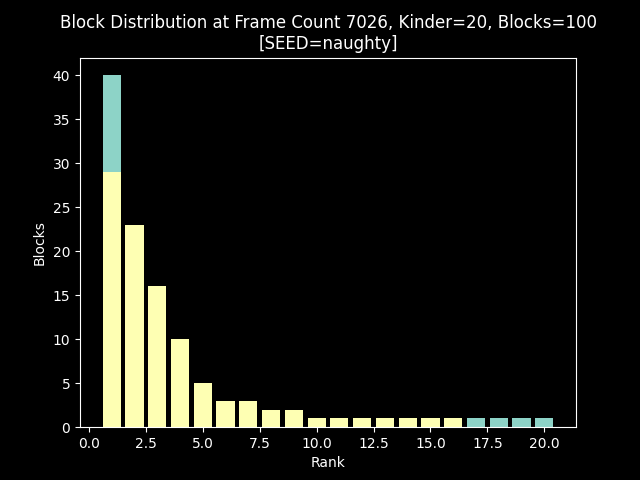 Block Distribution at Frame Count 7026, Kinder=20, Blocks=100
[SEED=naughty]
40
35
30
25
20
15
10
5
0
Blocks
0.0 2.5 5.0 7.5 10.0 12.5 15.0 17.5 20.0
Rank